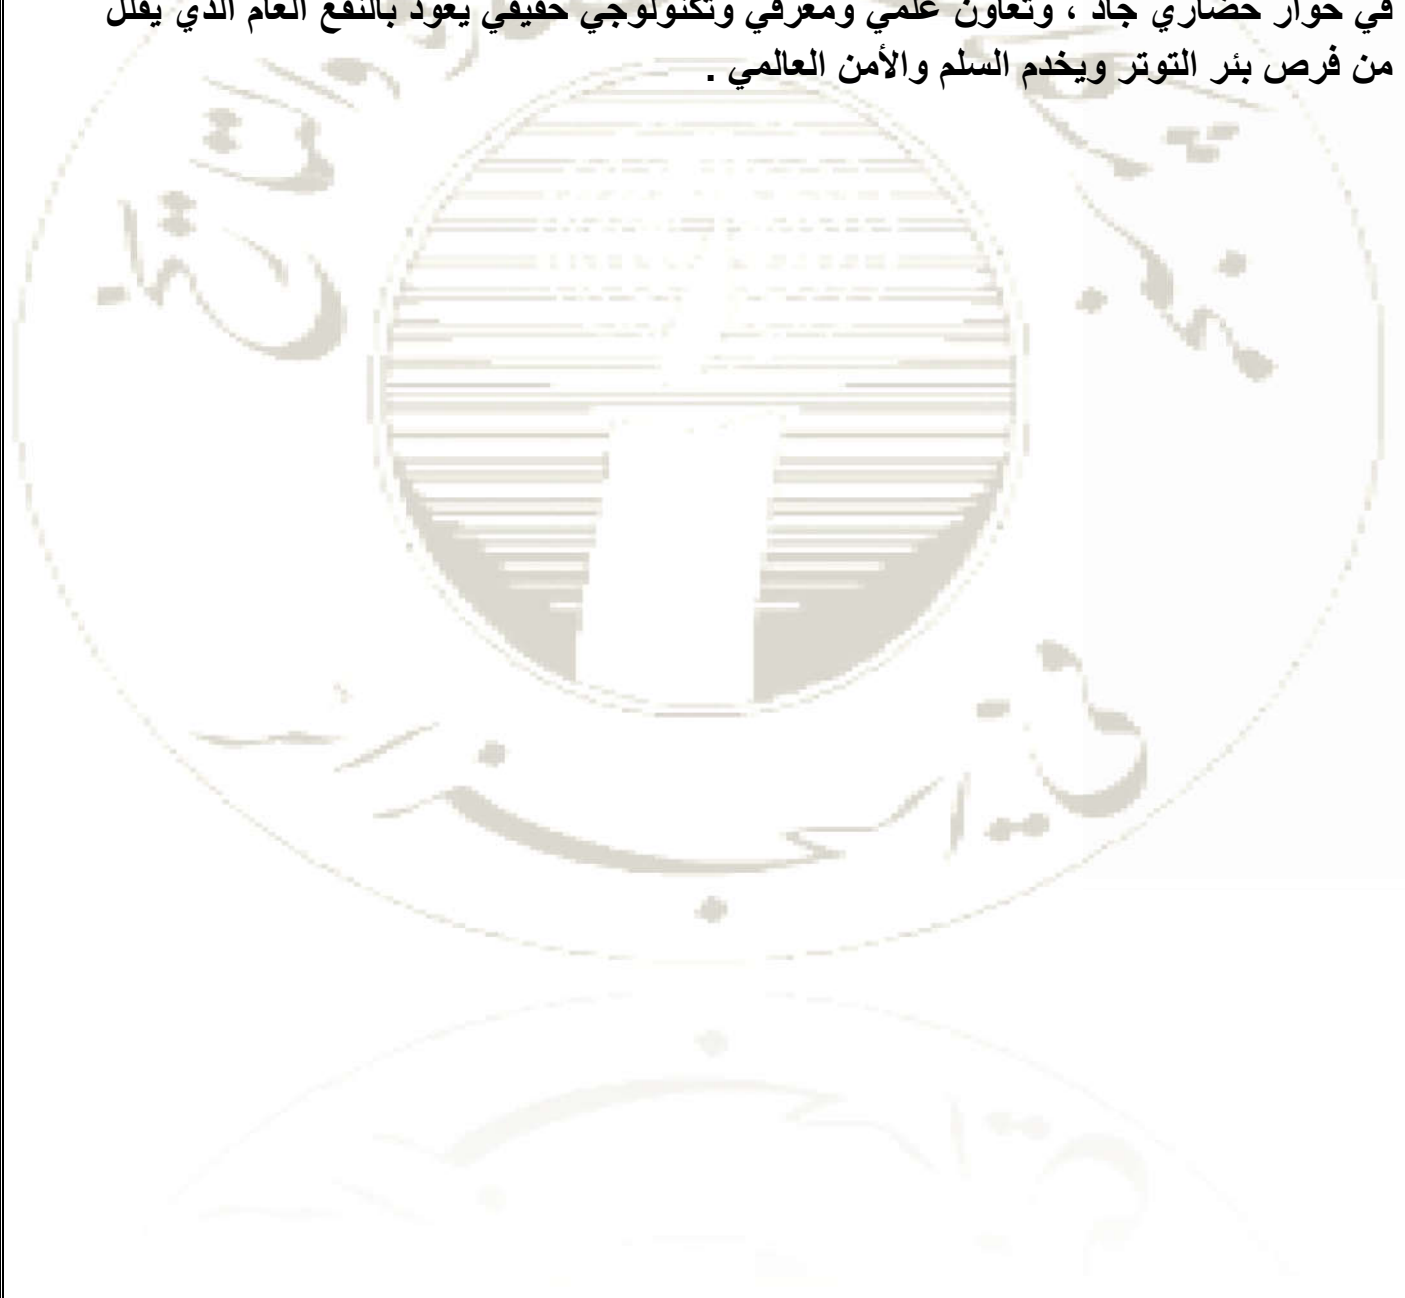 في حوار حضاري جاد ، وتعاون علمي ومعرفي وتكنولوجي حقيقي يعود بالنفع العام الذي يقلل
من فرص بئر التوتر ويخدم السلم والأمن العالمي .